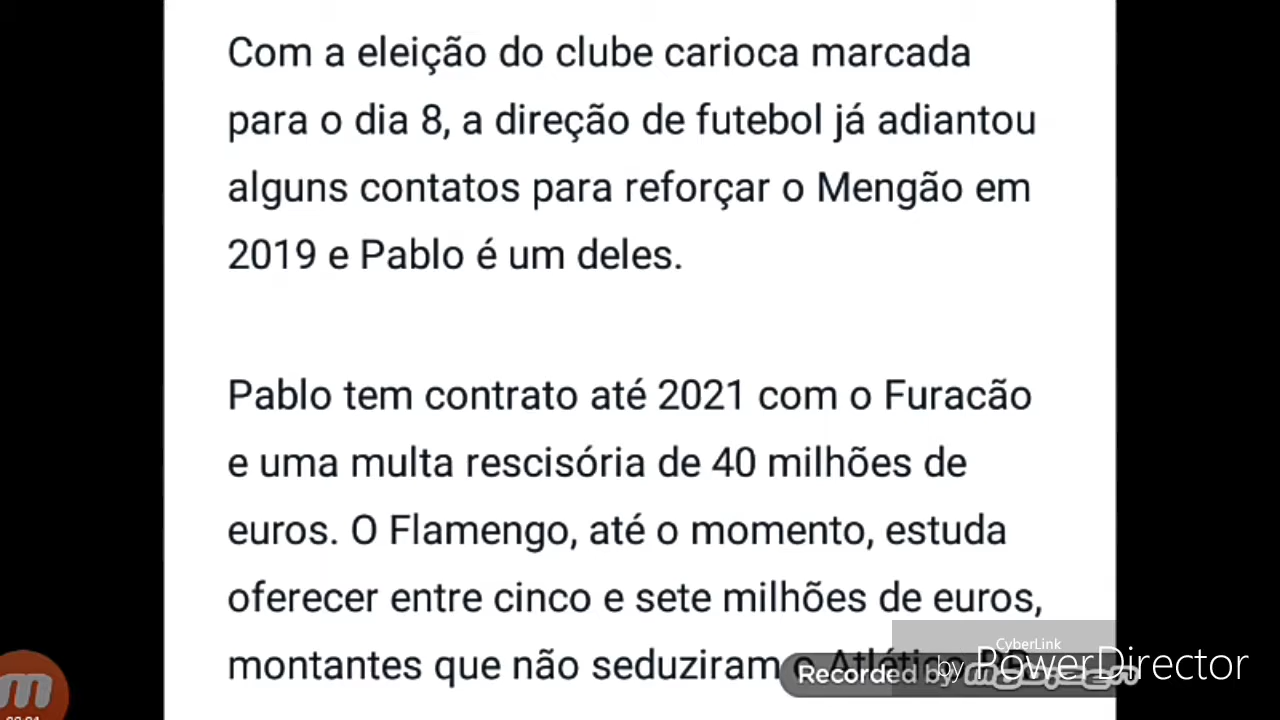 Com a eleição do clube carioca marcada
para o dia 8, a direção de futebol já adiantou
alguns contatos para reforçar o Mengão em
2019 e Pablo é um deles.
Pablo tem contrato até 2021 com o Furacão
e uma multa rescisória de 40 milhões de
euros. O Flamengo, até o momento, estuda
oferecer entre cinco e sete milhões de euros,
montantes que não seduziram o Atlético
CyberLink
by PowerDirector
Recorded by